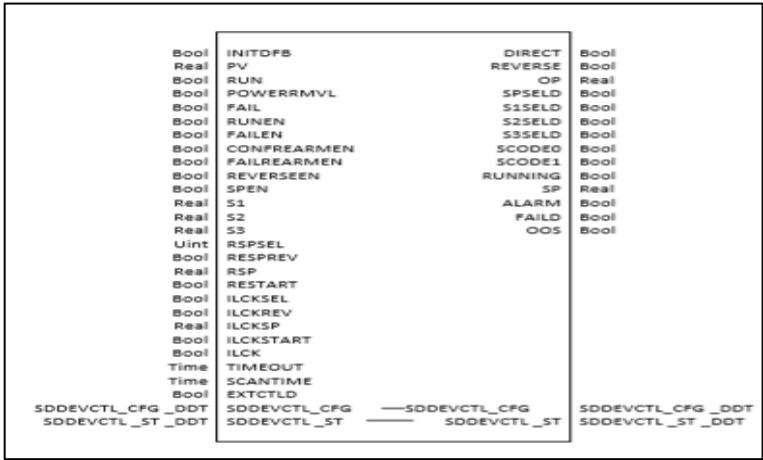 Bool INITDFB DIRECT Bool
Real PV REVERSE Bool
Bool RUN OP Real
Bool POWERRMVL SPSELD Bool
Bool FAIL S1SELD Bool
Bool RUNEN S2SELD Bool
Bool FAILEN S3SELD Bool
Bool CONFREARMEN SCODE0 Bool
Bool FAILREARMEN SCODE1 Bool
Bool REVERSEEN RUNNING Bool
Bool SPEN SP Real
Real S1 ALARM Bool
Real S2 FAILD Bool
Real S3 OOS Bool
Uint RSPSEL
Bool RESPREV
Real RSP
Bool RESTART
Bool ILCKSEL
Bool ILCKREV
Real ILCKSP
Bool ILCKSTART
Bool ILCK
Time TIMEOUT
Time SCANTIME
Bool EXTCTLD
SDDEVCTL_CFG _DDT SDDEVCTL_CFG SDDEVCTL_CFG SDDEVCTL_CFG _DDT
SDDEVCTL _ST _DDT SDDEVCTL _ST SDDEVCTL _ST SDDEVCTL _ST _DDT